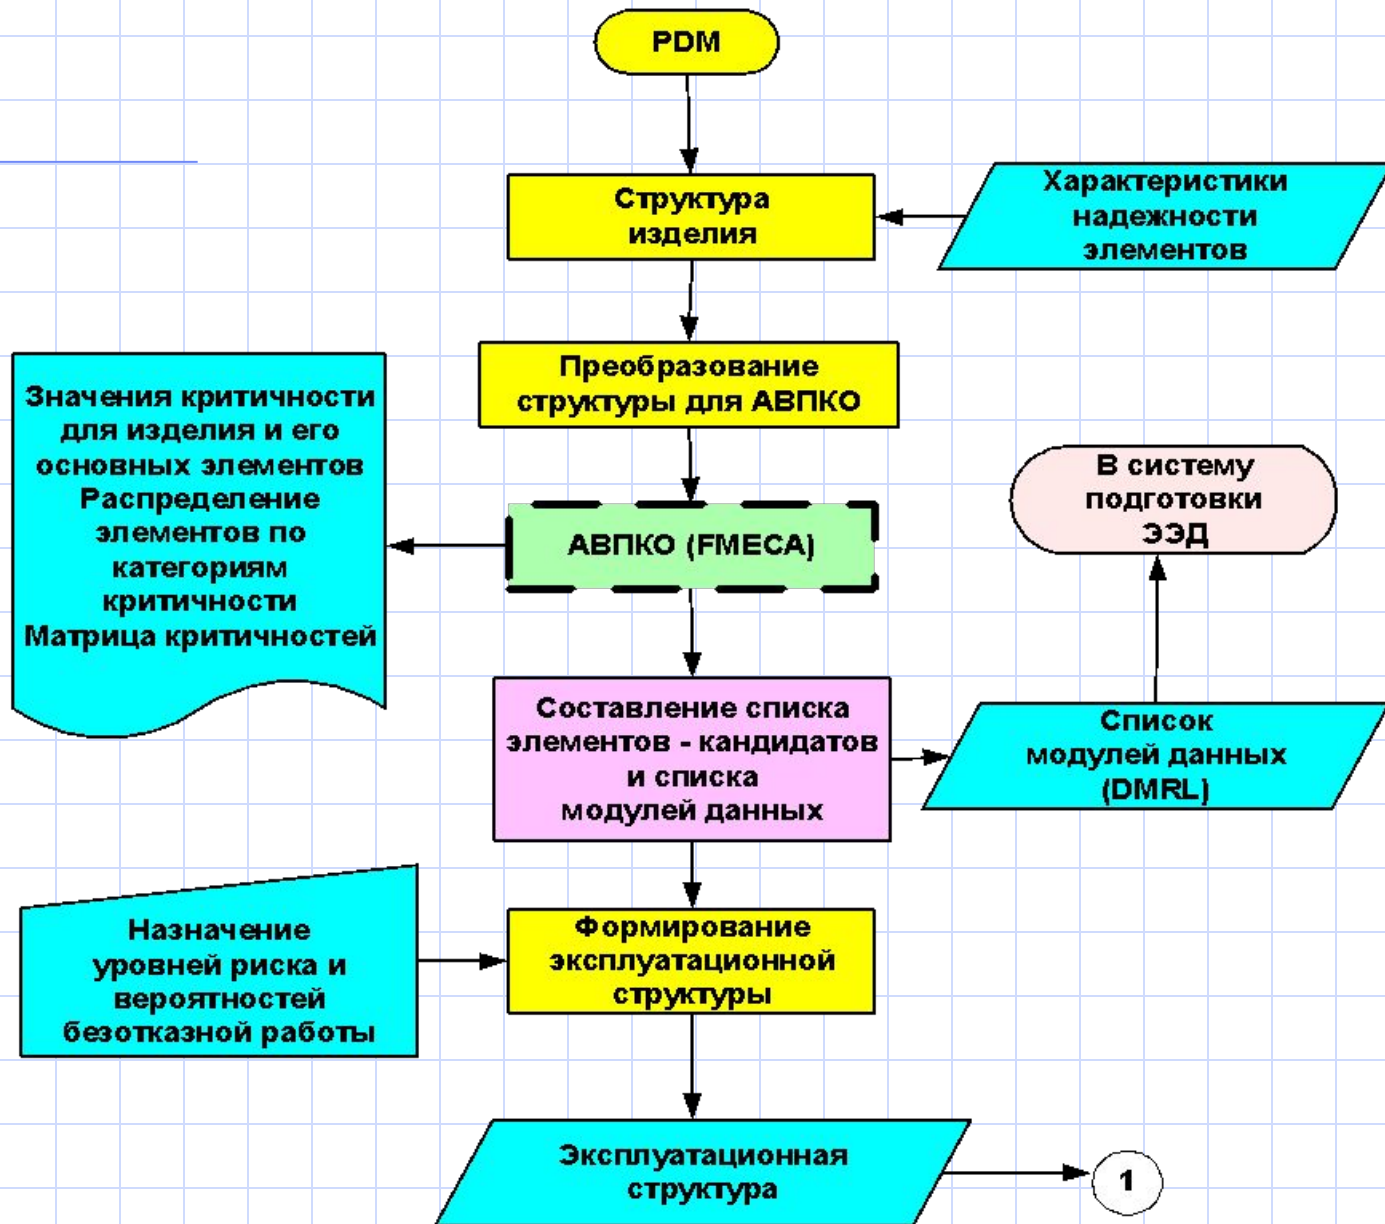 PDM
Структура
изделия
Характеристики
надежности
элементов
Преобразование
структуры для АВПКО
Значения критичности
для изделия и его
основных элементов
Распределение
элементов по
категориям
критичности
Матрица критичностей
АВПКО (FMECA)
В систему
подготовки
ЭЭД
Составление списка
элементов - кандидатов
и списка
модулей данных
Список
модулей данных
(DMRL)
Назначение
уровней риска и
вероятностей
безотказной работы
Формирование
эксплуатационной
структуры
Эксплуатационная
структура
1